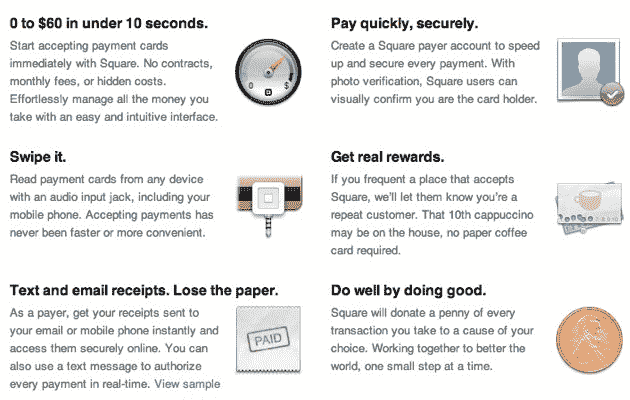 0 to $60 in under 10 seconds.
Start accepting payment cards
immediately with Square. No contracts,
monthly fees, or hidden costs.
Effortlessly manage all the money you
take with an easy and intuitive interface.
0 $
Pay quickly, securely.
Create a Square payer account to speed
up and secure every payment. With
photo verification, Square users can
visually confirm you are the card holder.
Swipe it.
Read payment cards from any device
with an audio input jack, including your
mobile phone. Accepting payments has
never been faster or more convenient.
Get real rewards.
If you frequent a place that accepts
Square, we'll let them know you're a
repeat customer. That 10th cappuccino
may be on the house, no paper coffee
card required.
Text and email receipts. Lose the paper.
As a payer, get your receipts sent to
your email or mobile phone instantly and
access them securely online. You can
also use a text message to authorize
every payment in real-time. View sample
PAID
Do well by doing good.
Square will donate a penny of every
transaction you take to a cause of your
choice. Working together to better the
world, one small step at a time.